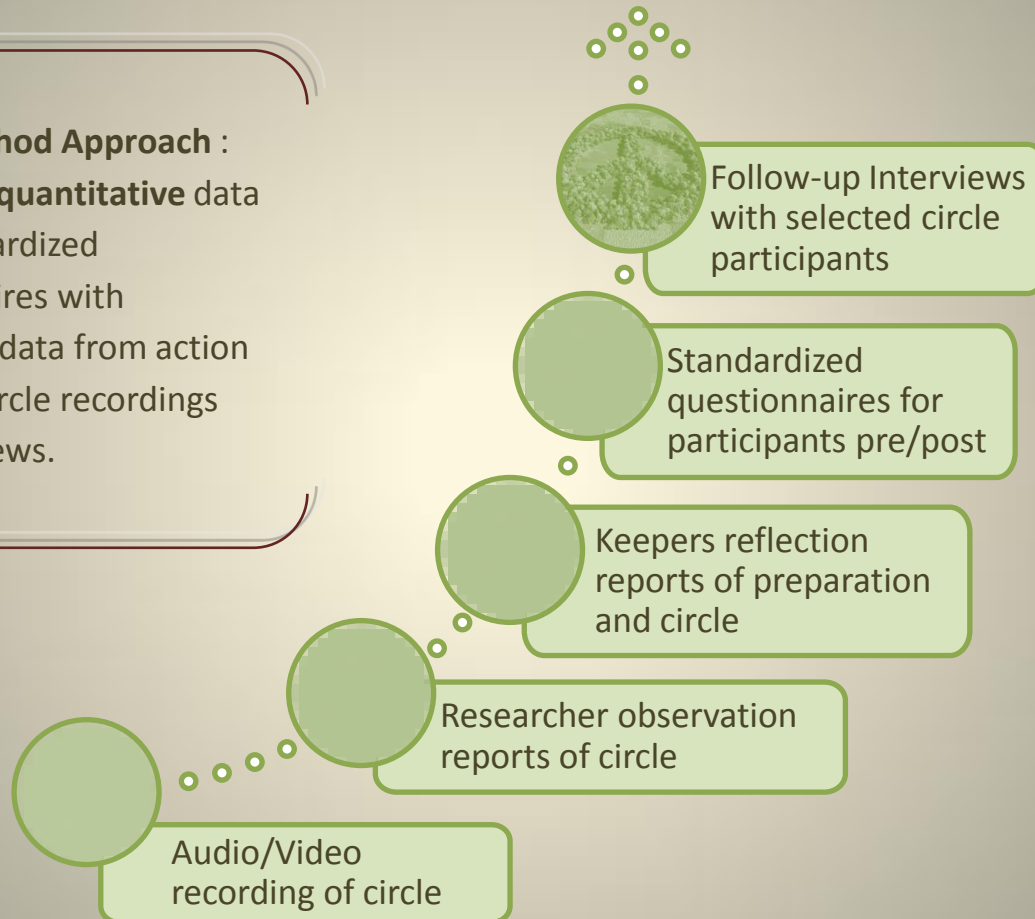 hod Approach :
quantitative data
ardized
ires with
data from action
rcle recordings
ews.
Follow-up Interviews
with selected circle
participants
Standardized
questionnaires for
participants pre/post
Keepers reflection
reports of preparation
and circle
Researcher observation
reports of circle
Audio/Video
recording of circle